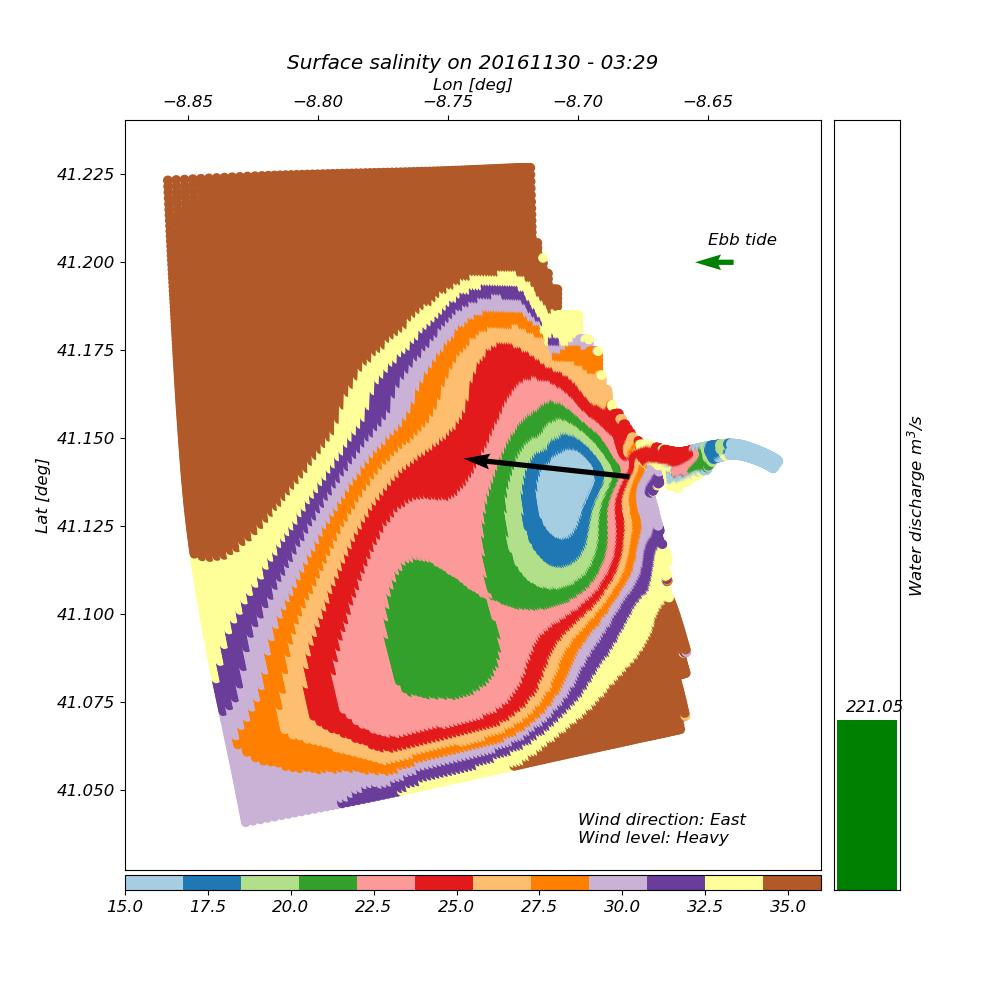 Surface salinity on 20161130 - 03:29
Lon [deg]
−8.85 −8.80 −8.75 −8.70 −8.65
41.225
41.200
41.175
41.150
41.125
41.100
41.075
41.050
Lat [deg]
Ebb tide
Wind direction: East
Wind level: Heavy
15.0 17.5 20.0 22.5 25.0 27.5 30.0 32.5 35.0
221.05
Water discharge m³/s